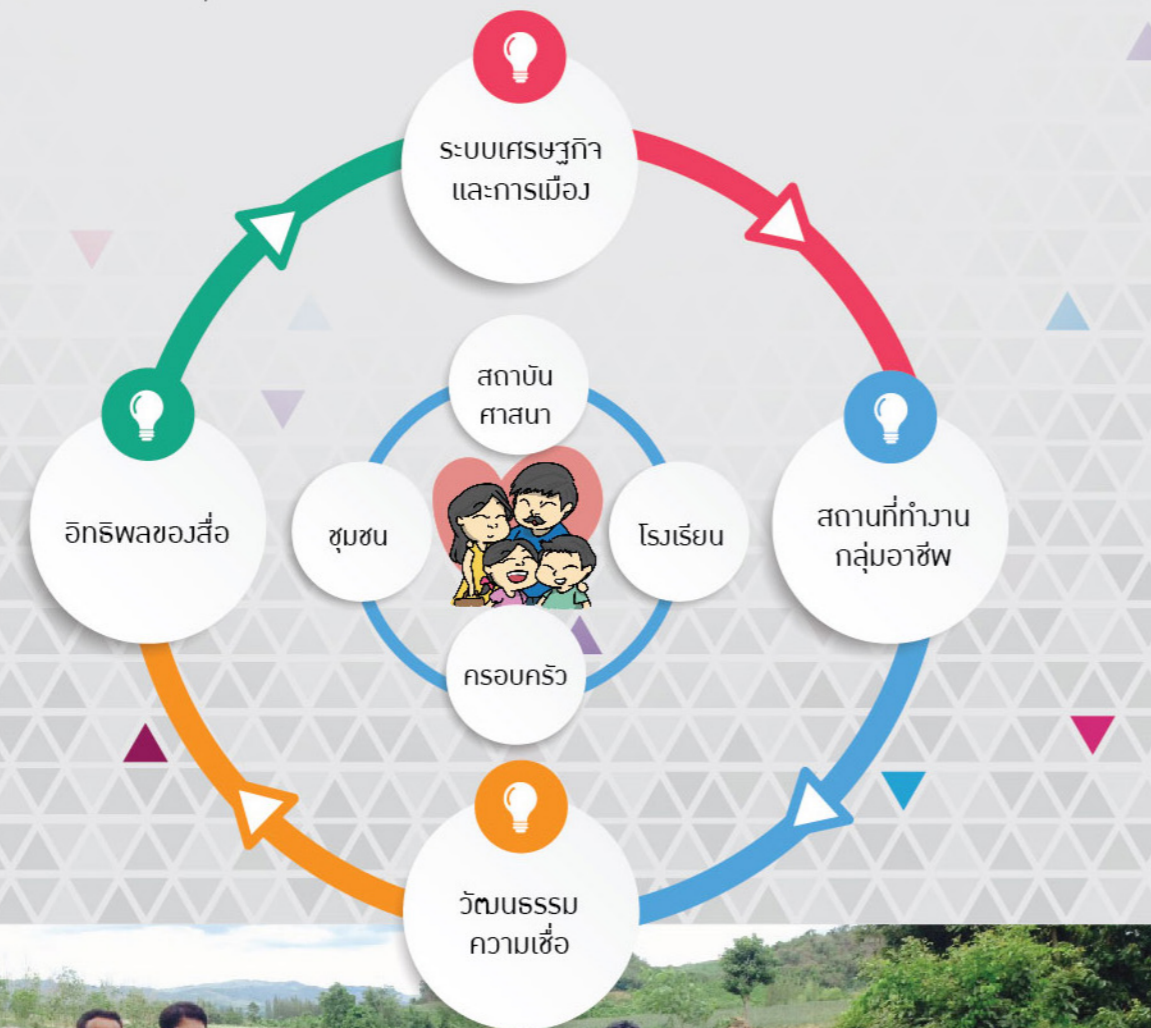 ระบบเศรษฐกิจ
และการเมือง
สถาบัน
ศาสนา
อิทธิพลของสื่อ
ชุมชน
โรงเรียน
สถานที่ทำงาน
กลุ่มอาชีพ
ครอบครัว
วัฒนธรรม
ความเชื่อ